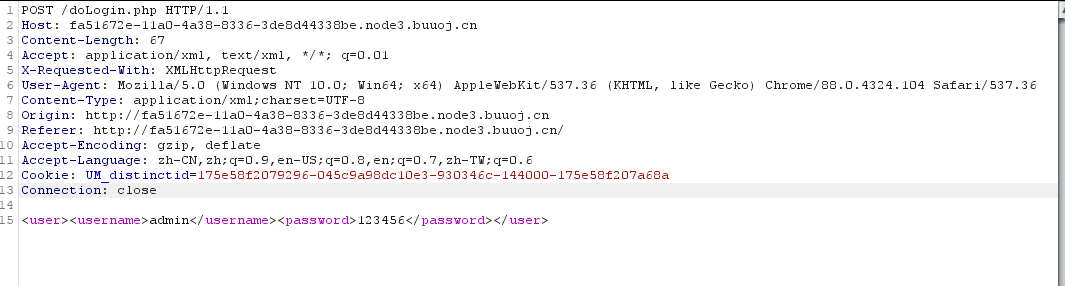 1 POST /doLogin.php HTTP/1.1
2 Host: fa51672e-11a0-4a38-8336-3de8d44338be.node3.buuoj.cn
3 Content-Length: 67
4 Accept: application/xml, text/xml, */*; q=0.01
5 X-Requested-With: XMLHttpRequest
6 User-Agent: Mozilla/5.0 (Windows NT 10.0; Win64; x64) AppleWebKit/537.36 (KHTML, like Gecko) Chrome/88.0.4324.104 Safari/537.36
7 Content-Type: application/xml;charset=UTF-8
8 Origin: http://fa51672e-11a0-4a38-8336-3de8d44338be.node3.buuoj.cn
9 Referer: http://fa51672e-11a0-4a38-8336-3de8d44338be.node3.buuoj.cn/
10 Accept-Encoding: gzip, deflate
11 Accept-Language: zh-CN,zh;q=0.9,en-US;q=0.8,en;q=0.7,zh-TW;q=0.6
12 Cookie: UM_distinctid=175e58f2079296-045c9a98dc10e3-930346c-144000-175e58f207a68a
13 Connection: close
14
15 <user><username>admin</username><password>123456</password></user>